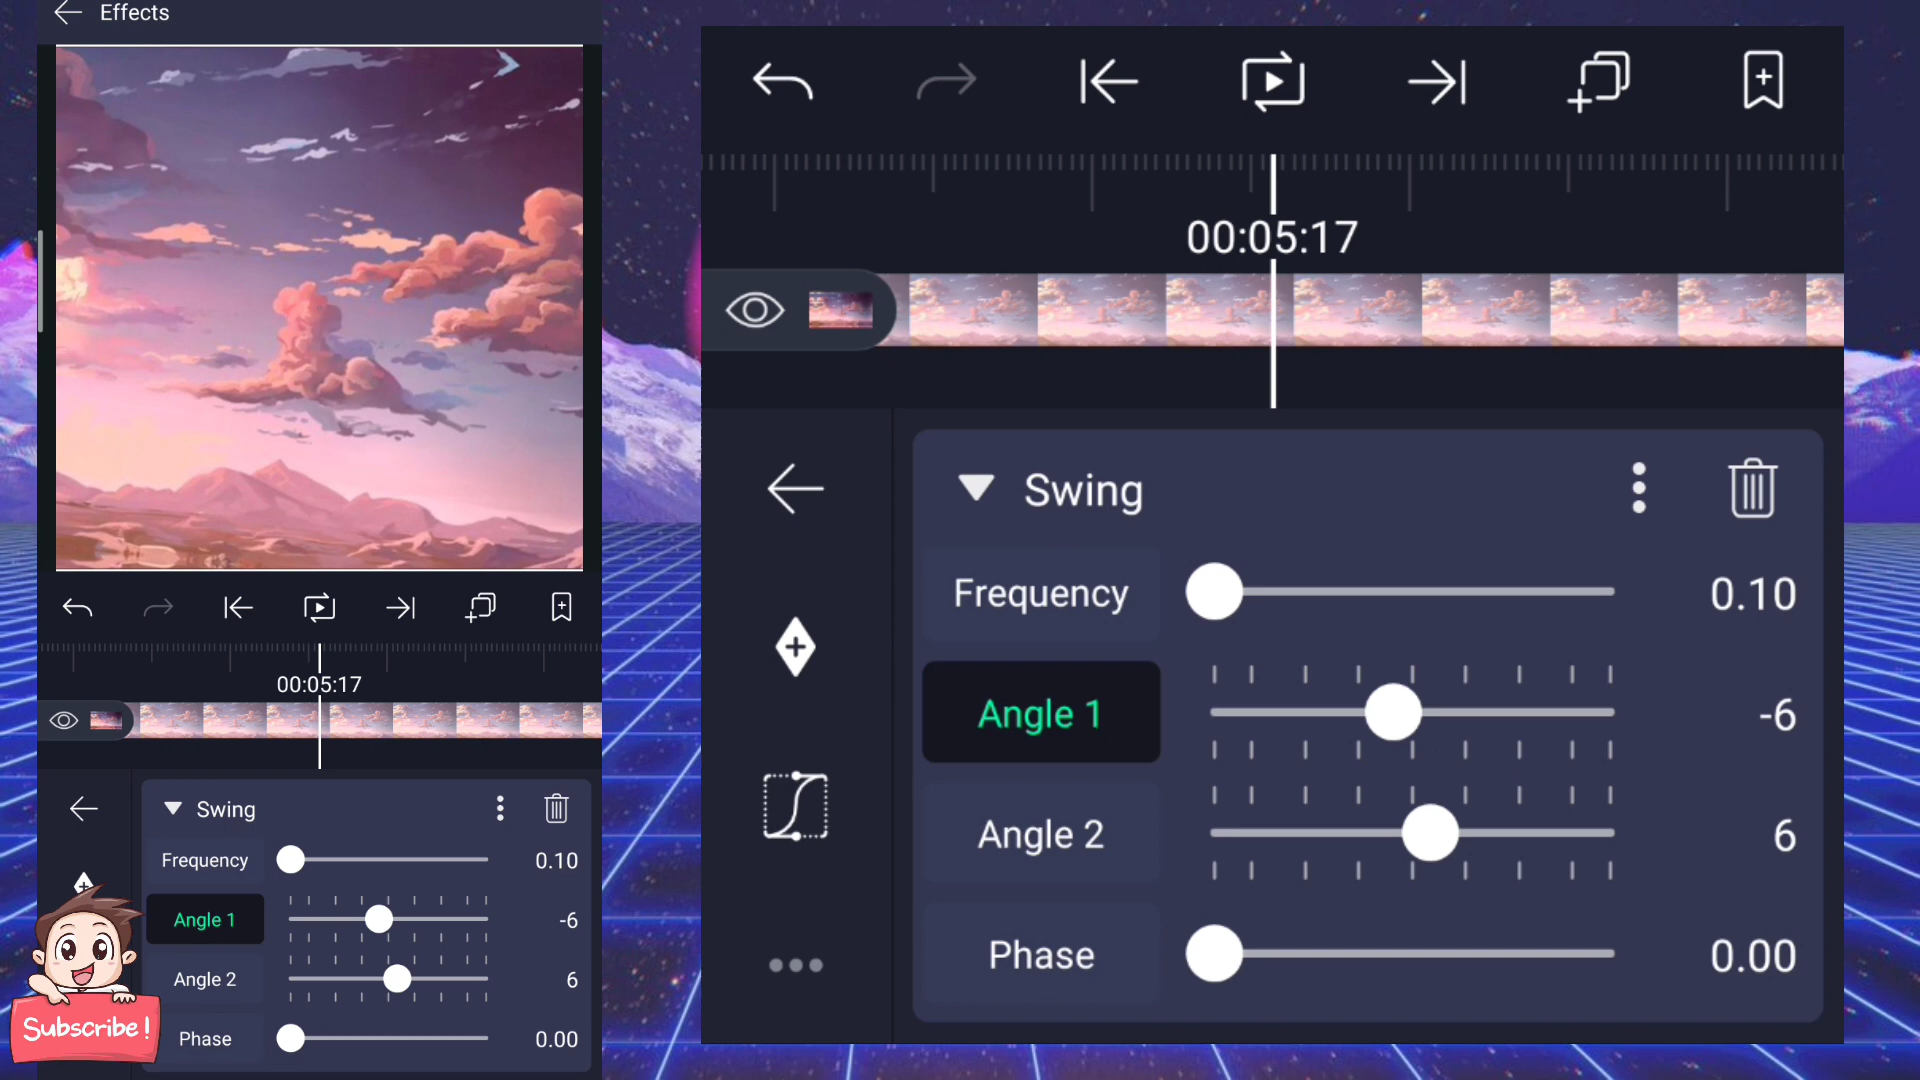 Effects
00:05:17
Swing
Frequency 0.10
Angle 1 -6
Angle 2 6
Phase 0.00
Subscribe!
00:05:17
Swing
Frequency 0.10
Angle 1 -6
Angle 2 6
Phase 0.00